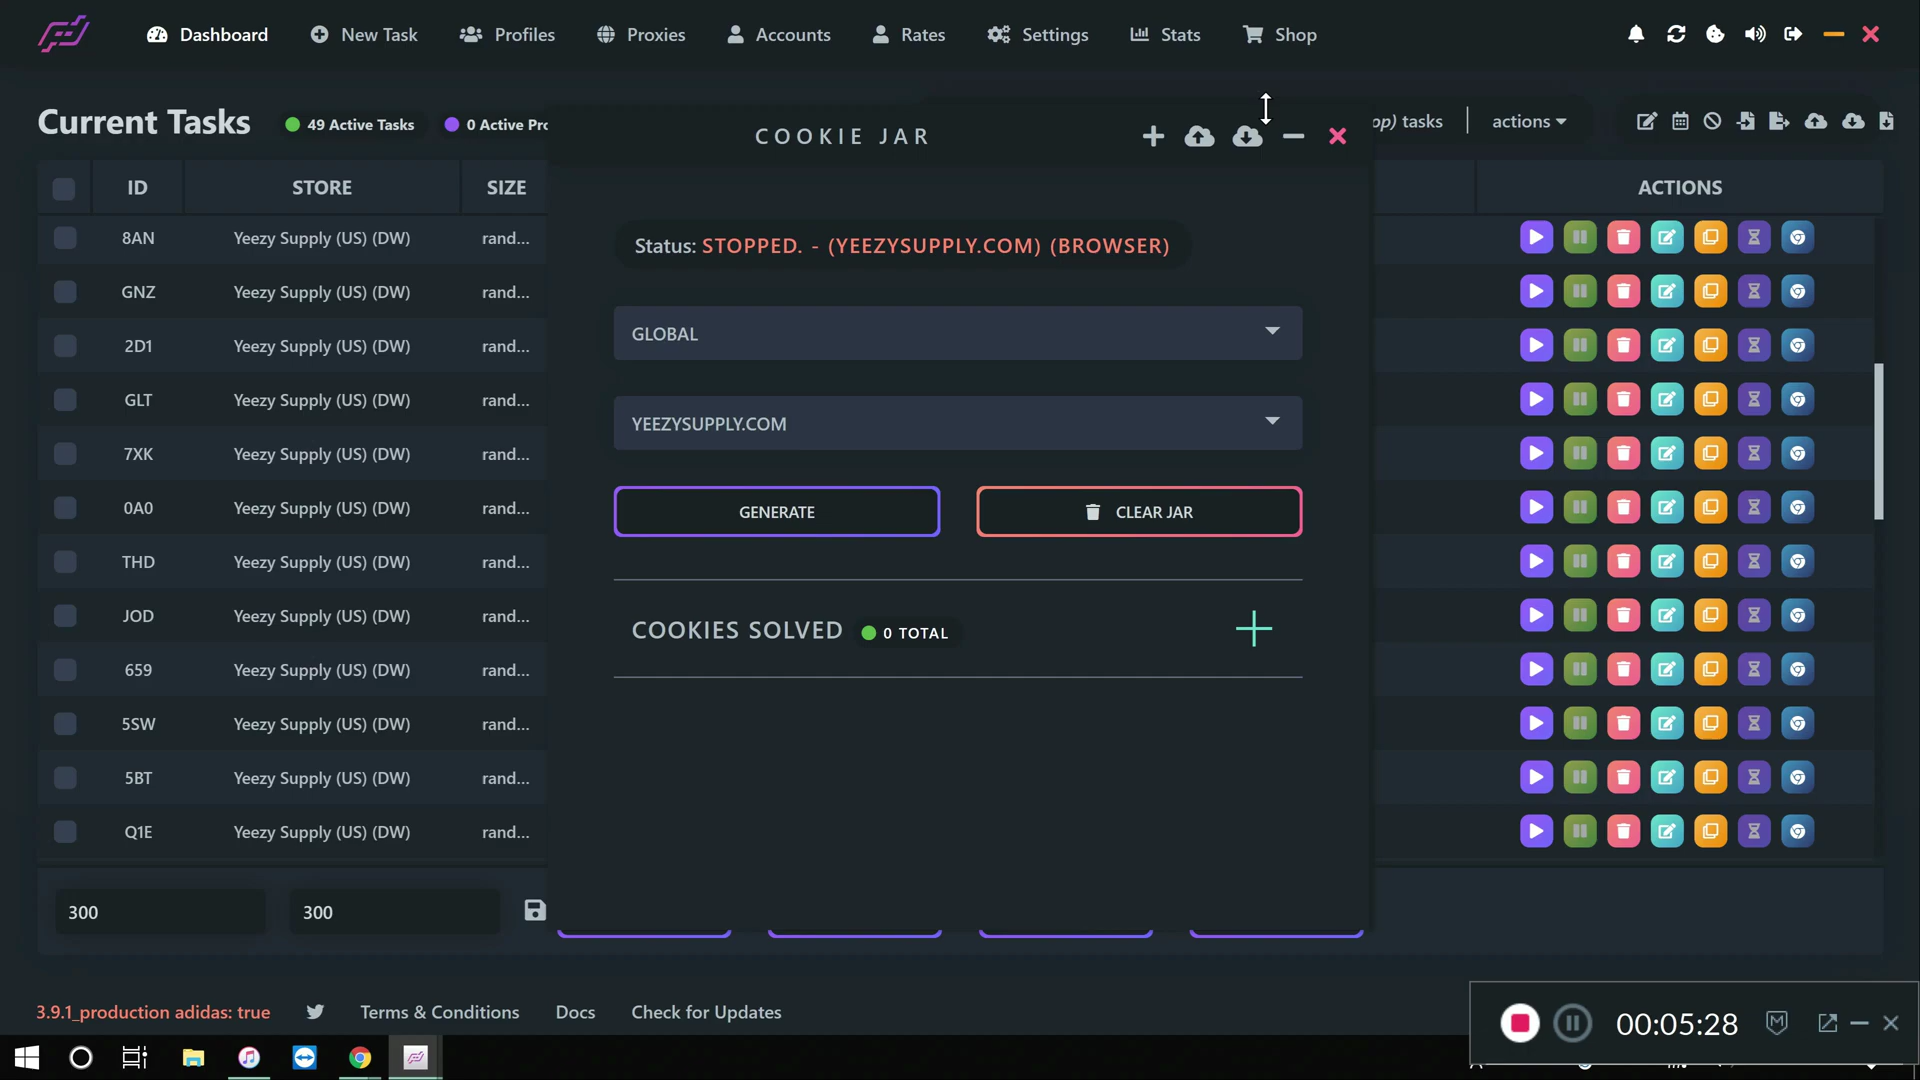 Dashboard New Task Profiles Proxies Accounts Rates Settings Stats Shop
Current Tasks 49 Active Tasks 0 Active Pro
op) tasks actions
COOKIE JAR
ID STORE SIZE ACTIONS
Status: STOPPED. - (YEEZYSUPPLY.COM) (BROWSER)
8AN Yeezy Supply (US) (DW) rand...
GNZ Yeezy Supply (US) (DW) rand...
GLOBAL
2D1 Yeezy Supply (US) (DW) rand...
GLT Yeezy Supply (US) (DW) rand...
YEEZYSUPPLY.COM
7XK Yeezy Supply (US) (DW) rand...
0A0 Yeezy Supply (US) (DW) rand...
GENERATE CLEAR JAR
THD Yeezy Supply (US) (DW) rand...
JOD Yeezy Supply (US) (DW) rand...
COOKIES SOLVED 0 TOTAL
659 Yeezy Supply (US) (DW) rand...
5SW Yeezy Supply (US) (DW) rand...
5BT Yeezy Supply (US) (DW) rand...
Q1E Yeezy Supply (US) (DW) rand...
300 300
3.9.1_production adidas: true Terms & Conditions Docs Check for Updates
00:05:28